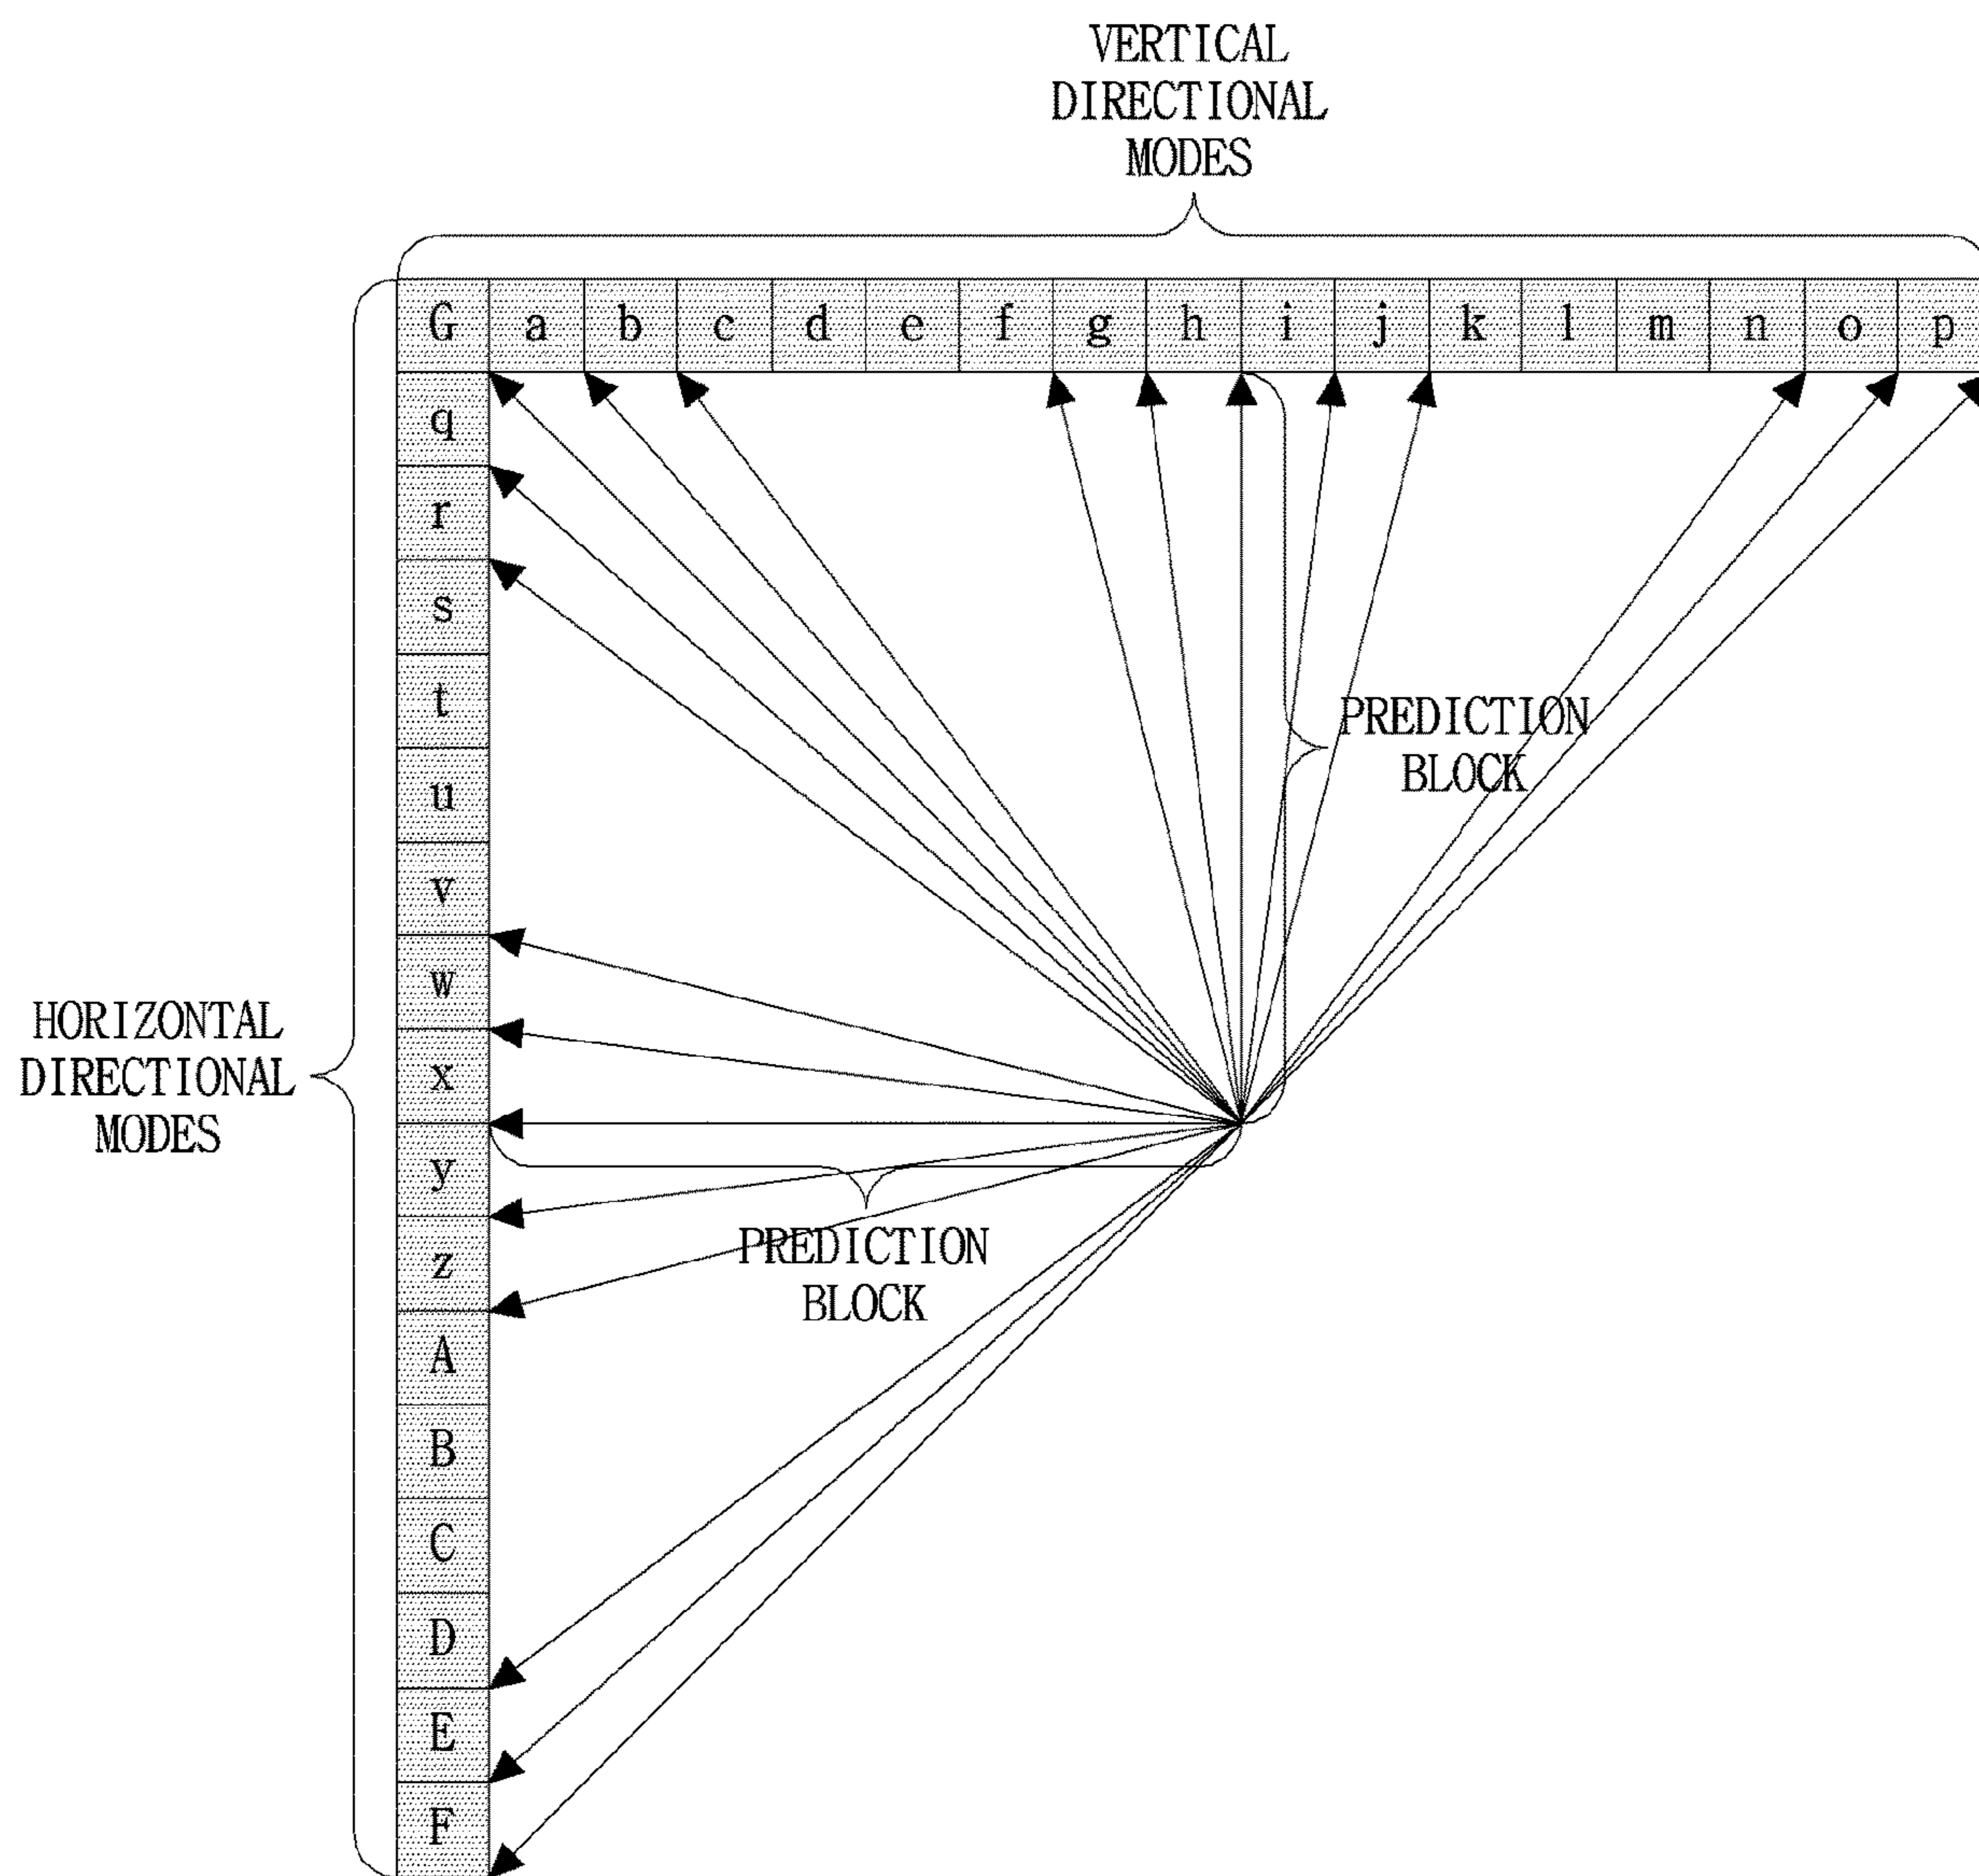 VERTICAL
DIRECTIONAL
MODES
G a b c d e f g h i j k l m n o p
q
r
s
t
u
v
w
x
y
z
A
B
C
D
E
F
PREDICTION
BLOCK
HORIZONTAL
DIRECTIONAL
MODES
PREDICTION
BLOCK